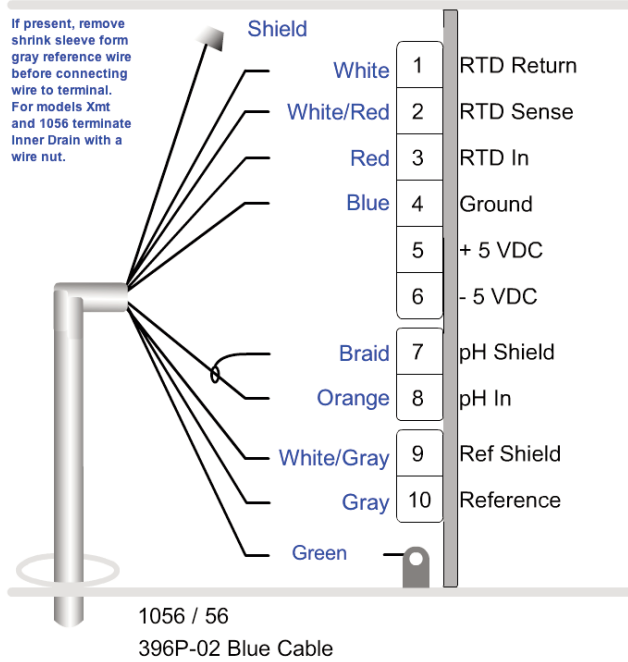 If present, remove
shrink sleeve form
gray reference wire
before connecting
wire to terminal.
For models Xmt
and 1056 terminate
Inner Drain with a
wire nut.
Shield
White 1 RTD Return
White/Red 2 RTD Sense
Red 3 RTD In
Blue 4 Ground
5 + 5 VDC
6 - 5 VDC
Braid 7 pH Shield
Orange 8 pH In
White/Gray 9 Ref Shield
Gray 10 Reference
Green
1056 / 56
396P-02 Blue Cable